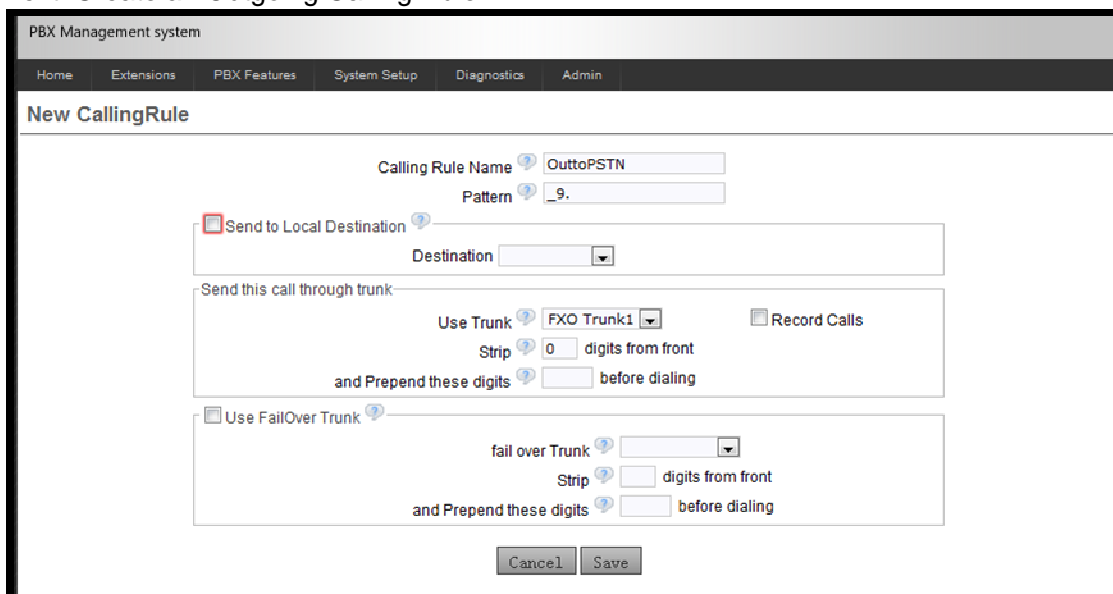 PBX Management system
Home Extensions PBX Features System Setup Diagnostics Admin
New CallingRule
Calling Rule Name OuttoPSTN
Pattern _9.
Send to Local Destination
Destination
Send this call through trunk
Use Trunk FXO Trunk1 Record Calls
Strip 0 digits from front
and Prepend these digits before dialing
Use FailOver Trunk
fail over Trunk
Strip digits from front
and Prepend these digits before dialing
Cancel Save